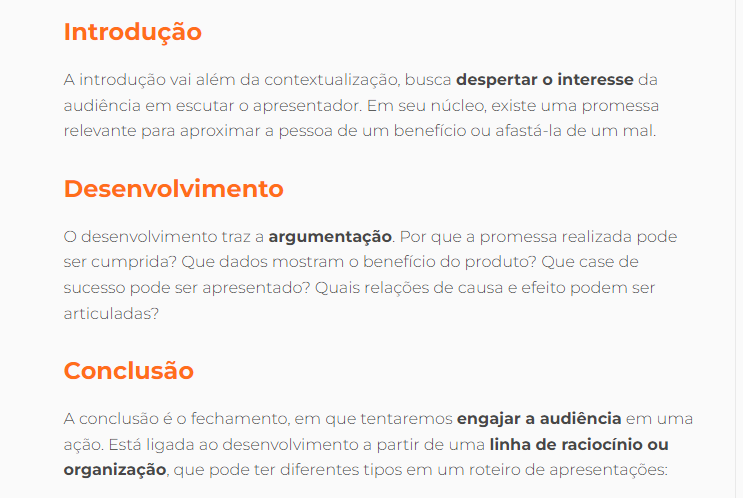 Introdução
A introdução vai além da contextualização, busca despertar o interesse da
audiência em escutar o apresentador. Em seu núcleo, existe uma promessa
relevante para aproximar a pessoa de um benefício ou afastá-la de um mal.
Desenvolvimento
O desenvolvimento traz a argumentação. Por que a promessa realizada pode
ser cumprida? Que dados mostram o benefício do produto? Que case de
sucesso pode ser apresentado? Quais relações de causa e efeito podem ser
articuladas?
Conclusão
A conclusão é o fechamento, em que tentaremos engajar a audiência em uma
ação. Está ligada ao desenvolvimento a partir de uma linha de raciocínio ou
organização, que pode ter diferentes tipos em um roteiro de apresentações: